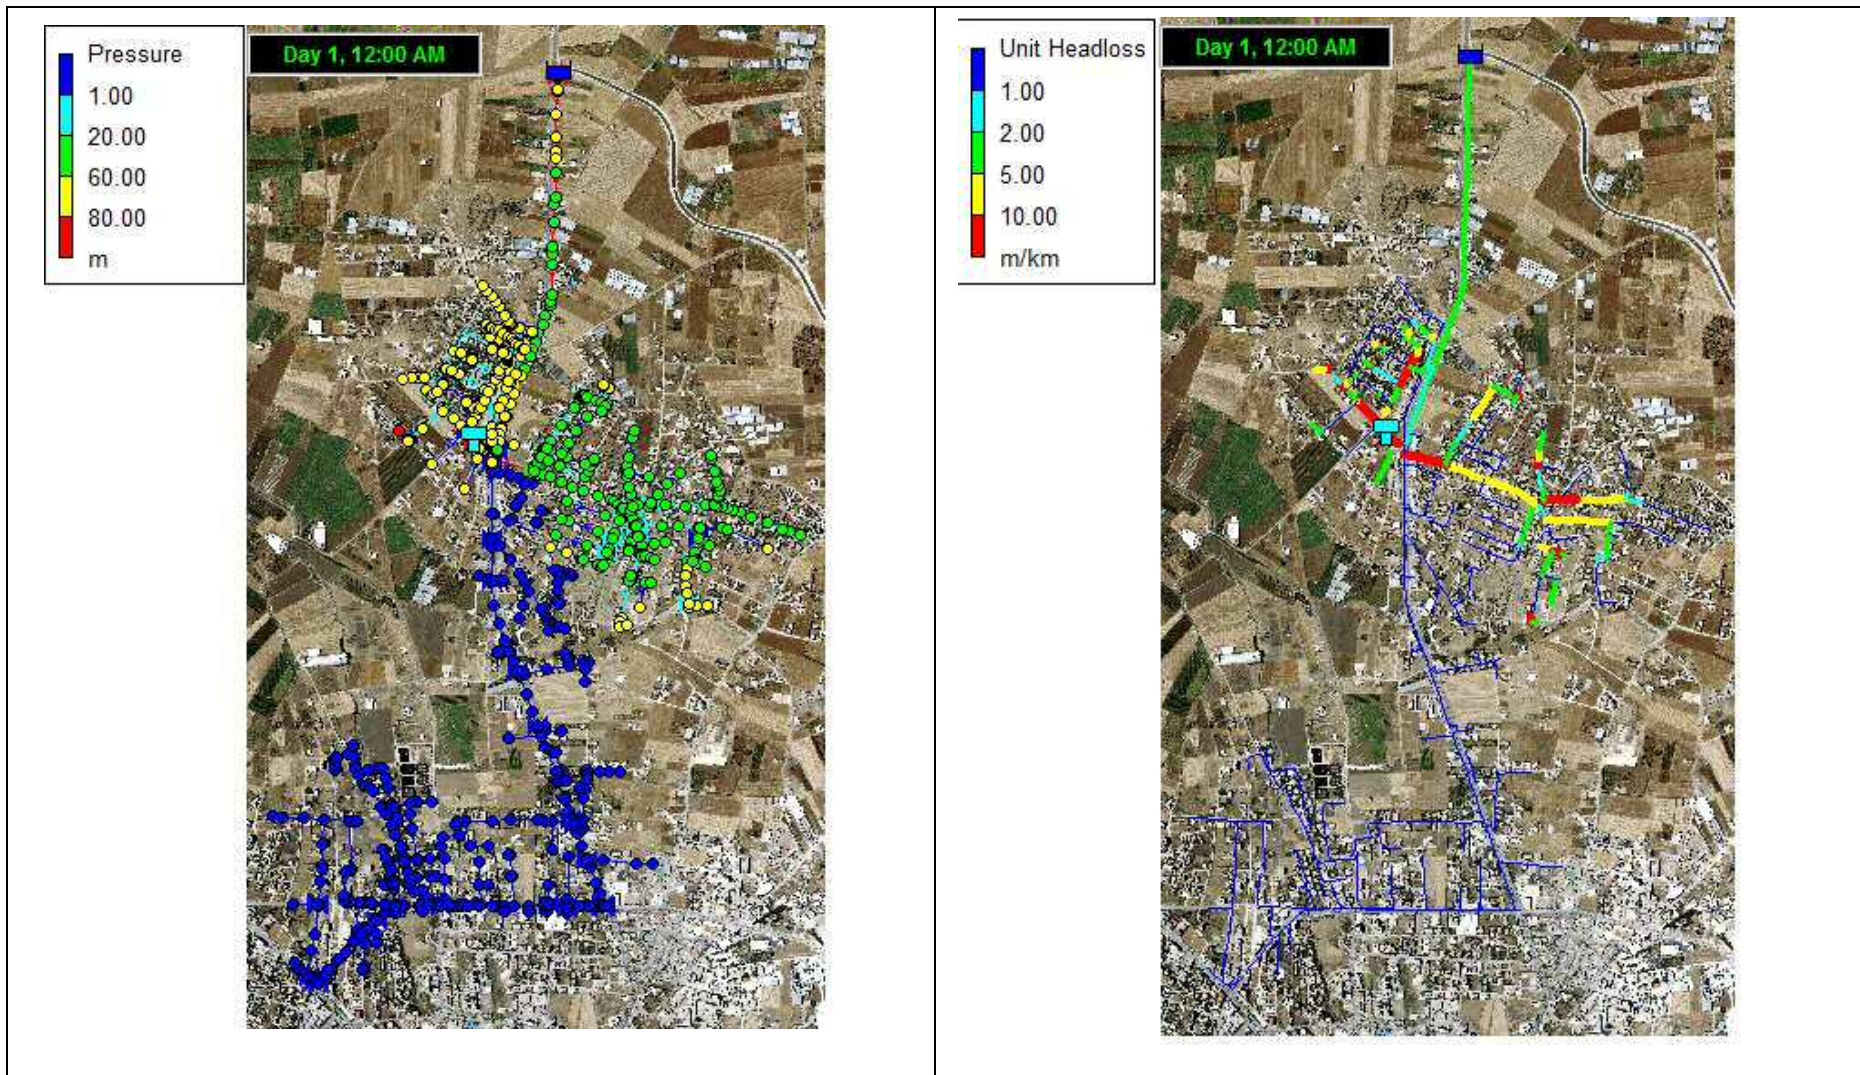 Pressure
1.00
20.00
60.00
80.00
m
Day 1, 12:00 AM
Unit Headloss
1.00
2.00
5.00
10.00
m/km
Day 1, 12:00 AM